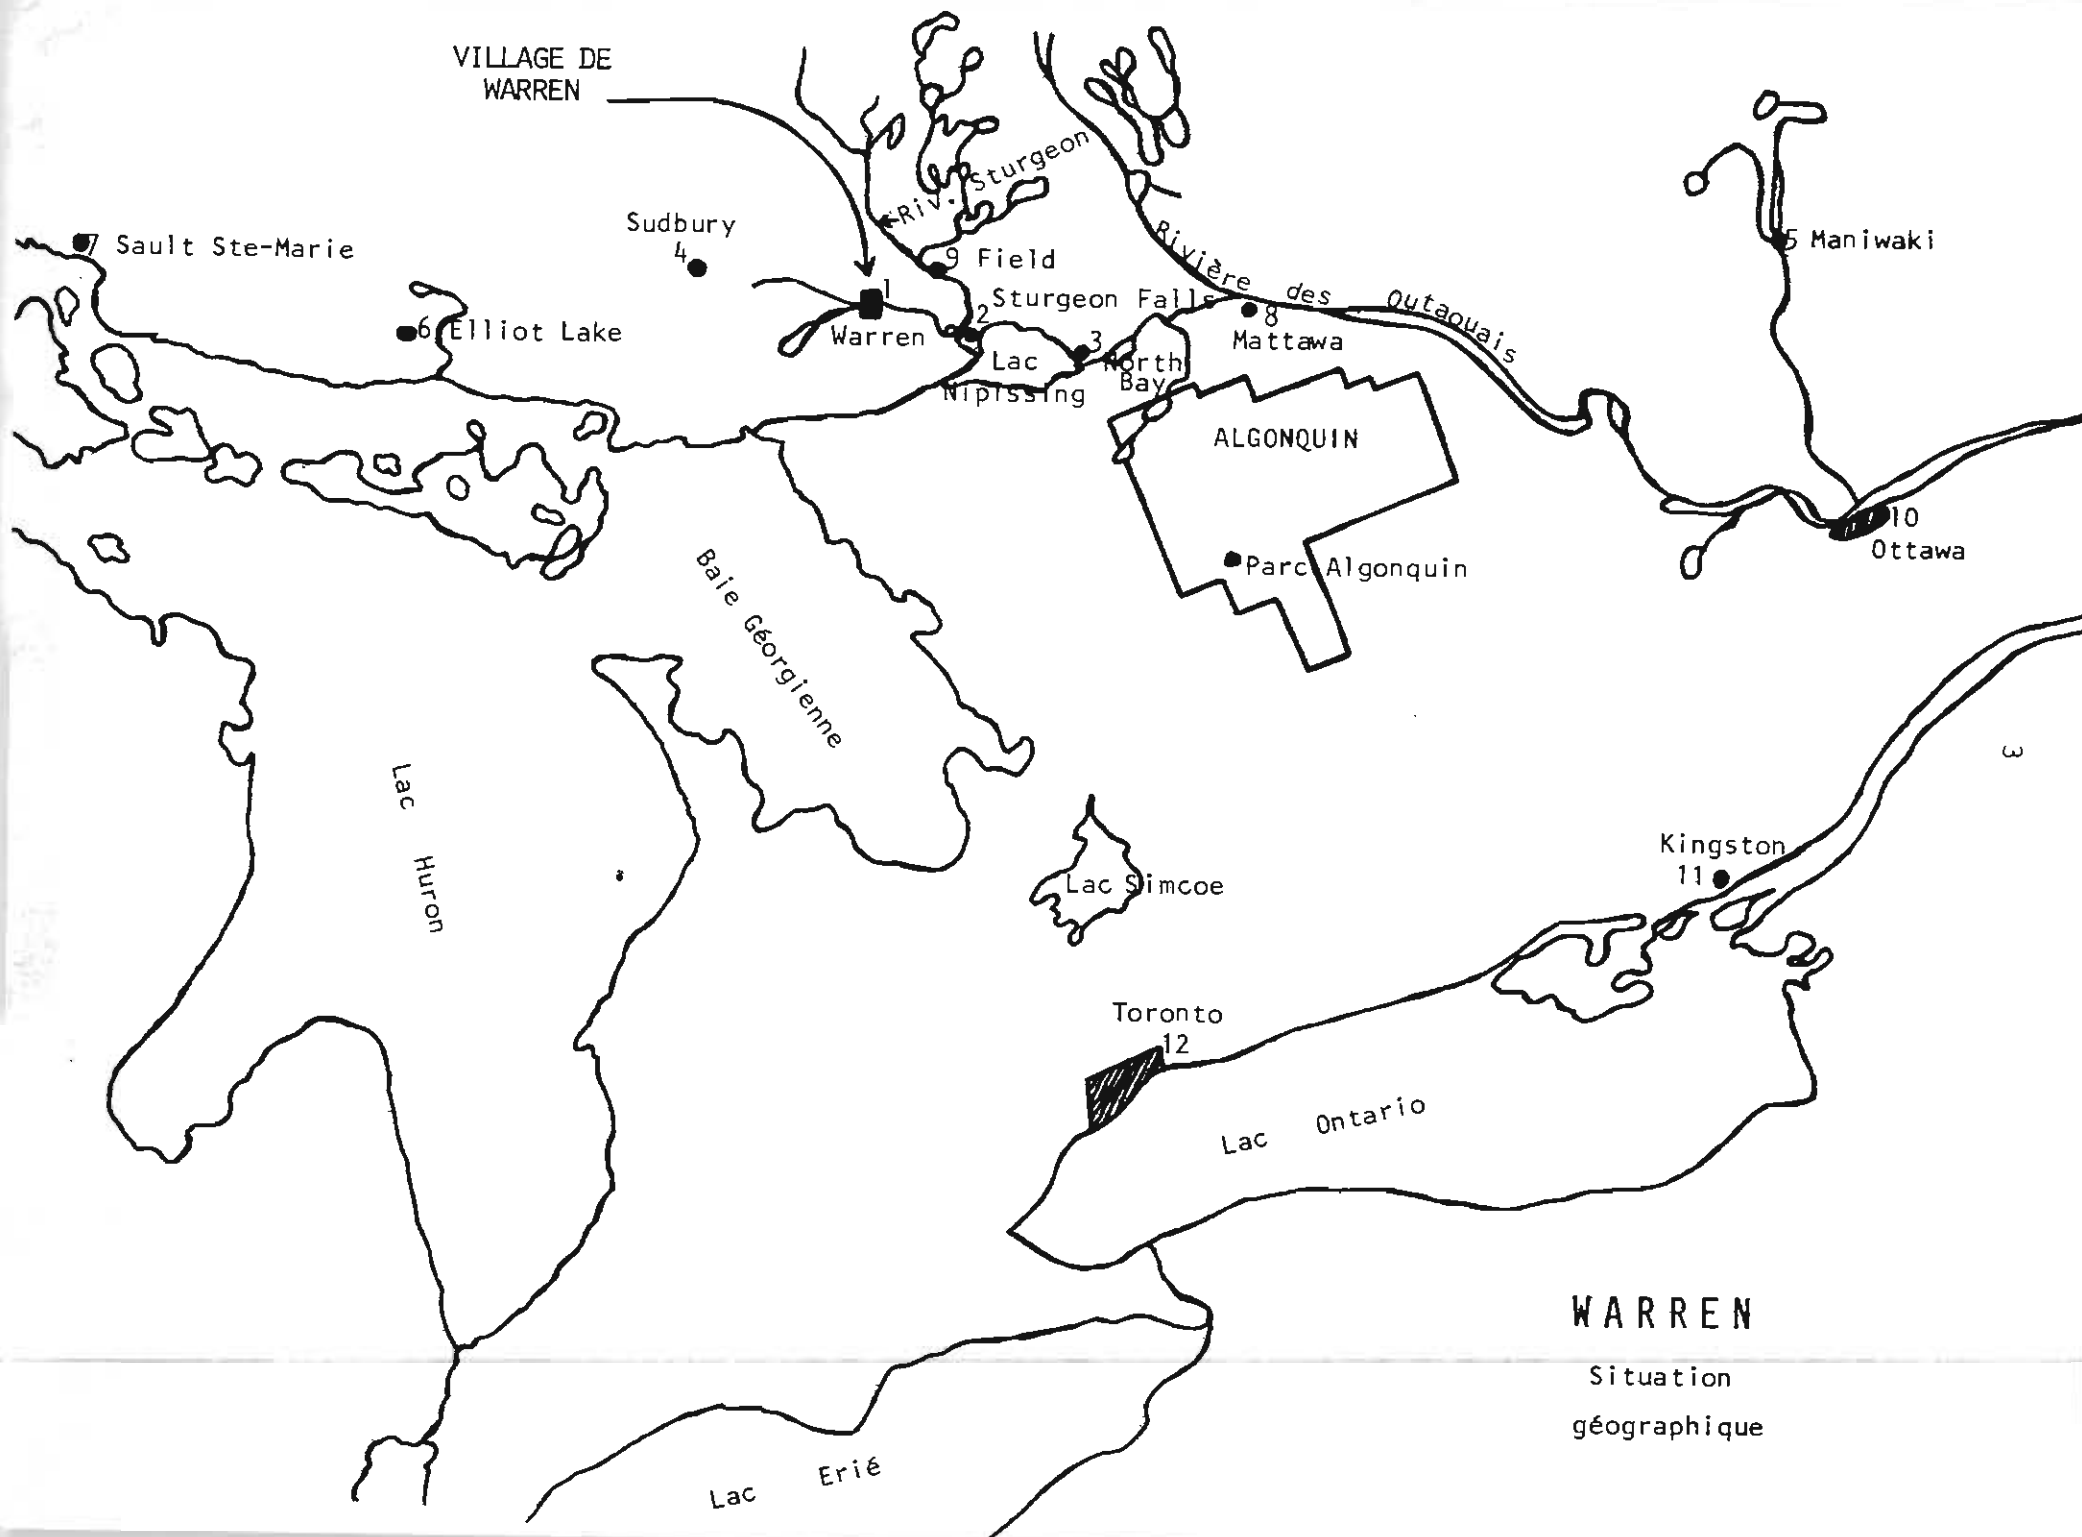 VILLAGE DE
WARREN
Riv. Sturgeon
Sudbury
4
7 Sault Ste-Marie
9 Field
5 Maniwaki
Rivière des Outaouais
1
Warren
2
Sturgeon Falls
6 Elliot Lake
3
North
Bay
8
Mattawa
Lac
Nipissing
ALGONQUIN
10
Ottawa
Parc Algonquin
Baie Géorgienne
3
Lac Huron
Kingston
11
Lac Simcoe
Toronto
12
Lac Ontario
WARREN
Situation
géographique
Lac Erié